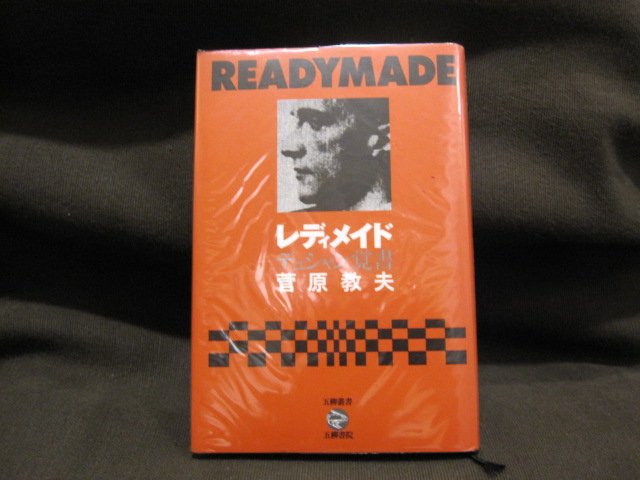 READYMADE
レディメイド
デュシャン覚書
菅原教夫
五柳叢書
五柳書院